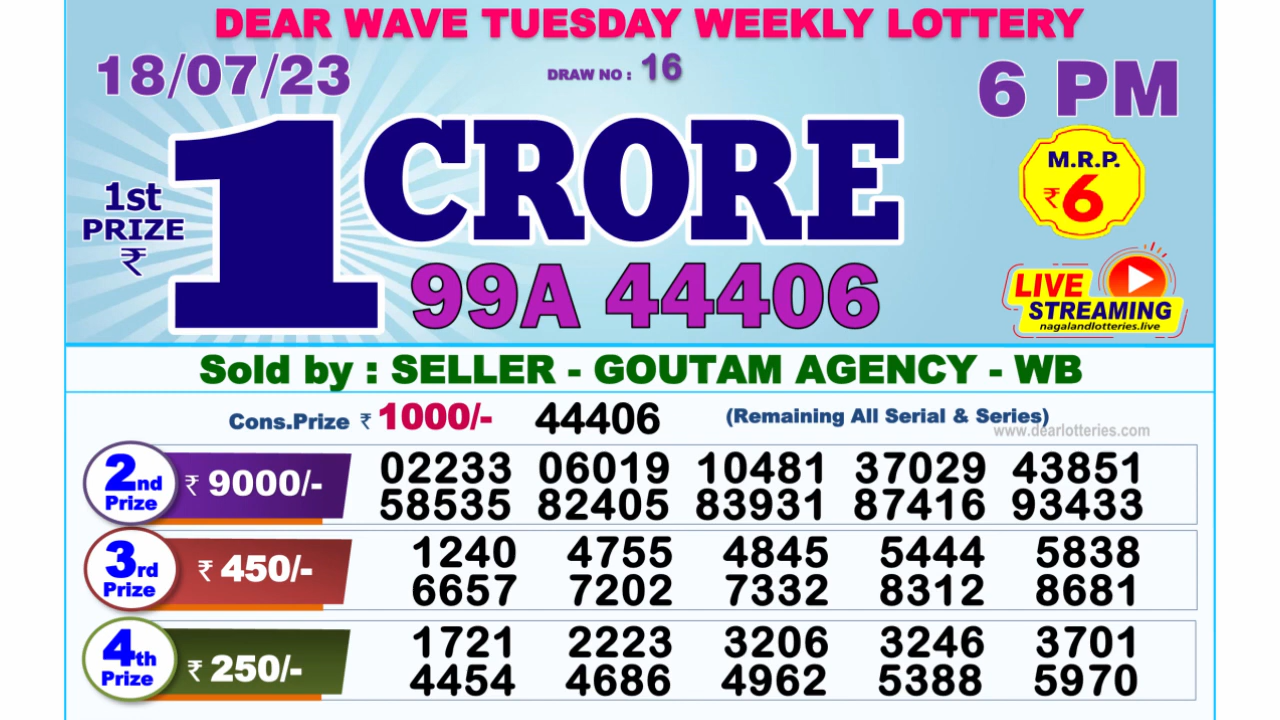 DEAR WAVE TUESDAY WEEKLY LOTTERY
18/07/23
DRAW NO : 16
6 PM
1st
PRIZE
₹
1 CRORE
M.R.P.
₹6
99A 44406
LIVE
STREAMING
nagalandlotteries.live
Sold by : SELLER - GOUTAM AGENCY - WB
Cons.Prize ₹ 1000/- 44406 (Remaining All Serial & Series)
www.dearlotteries.com
2nd
Prize
₹ 9000/-
02233 06019 10481 37029 43851
58535 82405 83931 87416 93433
3rd
Prize
₹ 450/-
1240 4755 4845 5444 5838
6657 7202 7332 8312 8681
4th
Prize
₹ 250/-
1721 2223 3206 3246 3701
4454 4686 4962 5388 5970